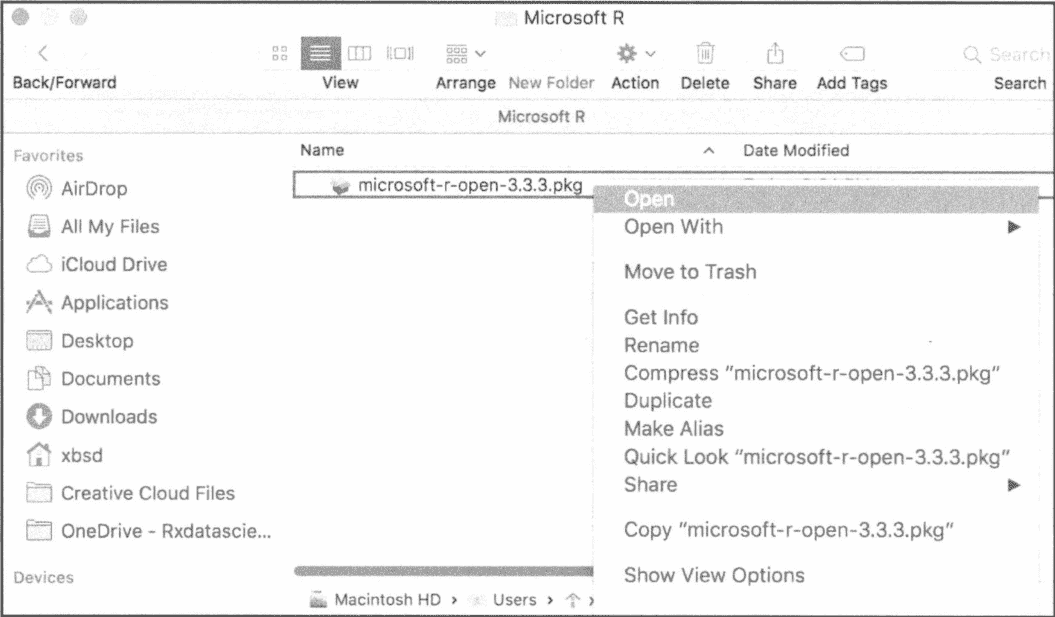 Microsoft R
Search
Back/Forward View Arrange New Folder Action Delete Share Add Tags Search
Microsoft R
Favorites
Name Date Modified
AirDrop
microsoft-r-open-3.3.3.pkg
Open
All My Files
Open With
iCloud Drive
Move to Trash
Applications
Get Info
Desktop
Rename
Documents
Compress “microsoft-r-open-3.3.3.pkg”
Duplicate
Downloads
Make Alias
xbsd
Quick Look “microsoft-r-open-3.3.3.pkg”
Share
Creative Cloud Files
OneDrive - Rxdatascie...
Copy “microsoft-r-open-3.3.3.pkg”
Devices
Show View Options
Macintosh HD › Users ›